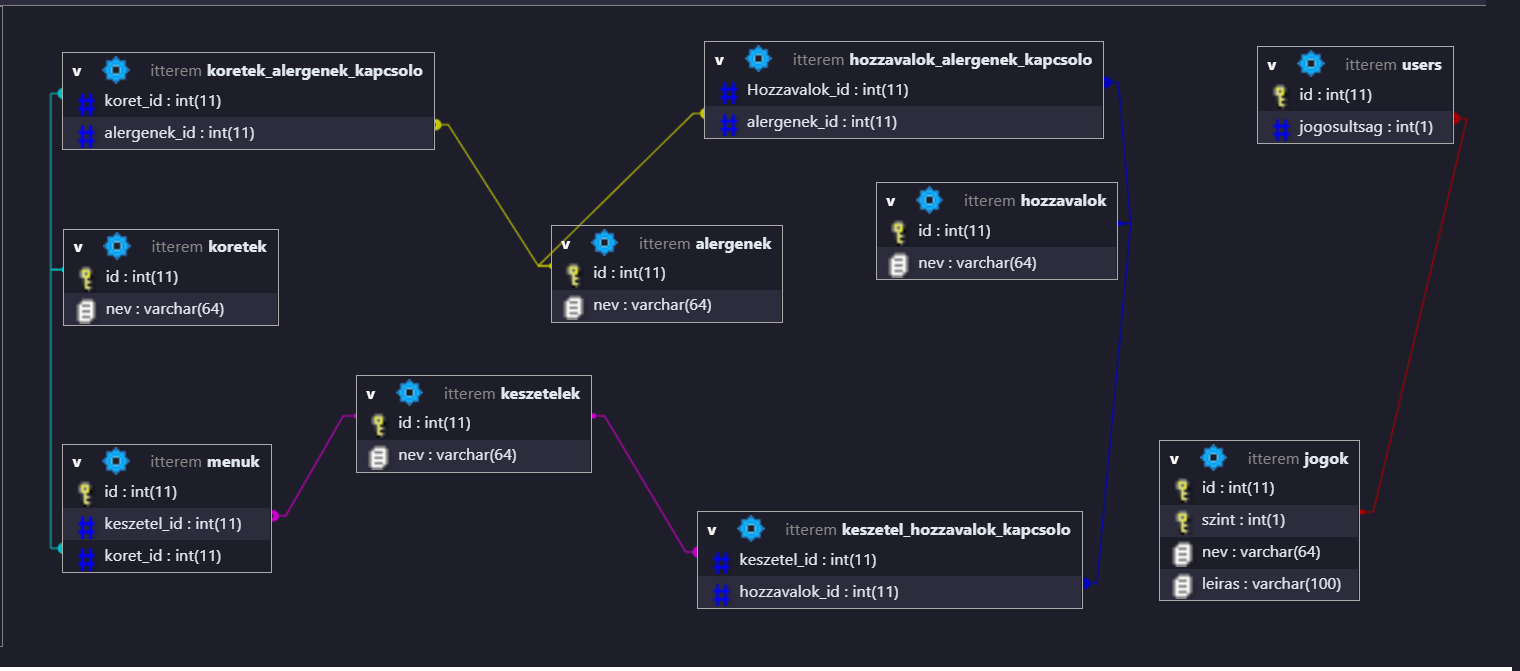 v itterem koretek_alergenek_kapcsolo
koret_id : int(11)
alergenek_id : int(11)
v itterem hozzavalok_alergenek_kapcsolo
Hozzavalok_id : int(11)
alergenek_id : int(11)
v itterem users
id : int(11)
jogosultsag : int(1)
v itterem koretek
id : int(11)
nev : varchar(64)
v itterem alergenek
id : int(11)
nev : varchar(64)
v itterem hozzavalok
id : int(11)
nev : varchar(64)
v itterem keszetelek
id : int(11)
nev : varchar(64)
v itterem menuk
id : int(11)
keszetel_id : int(11)
koret_id : int(11)
v itterem keszetel_hozzavalok_kapcsolo
keszetel_id : int(11)
hozzavalok_id : int(11)
v itterem jogok
id : int(11)
szint : int(1)
nev : varchar(64)
leiras : varchar(100)